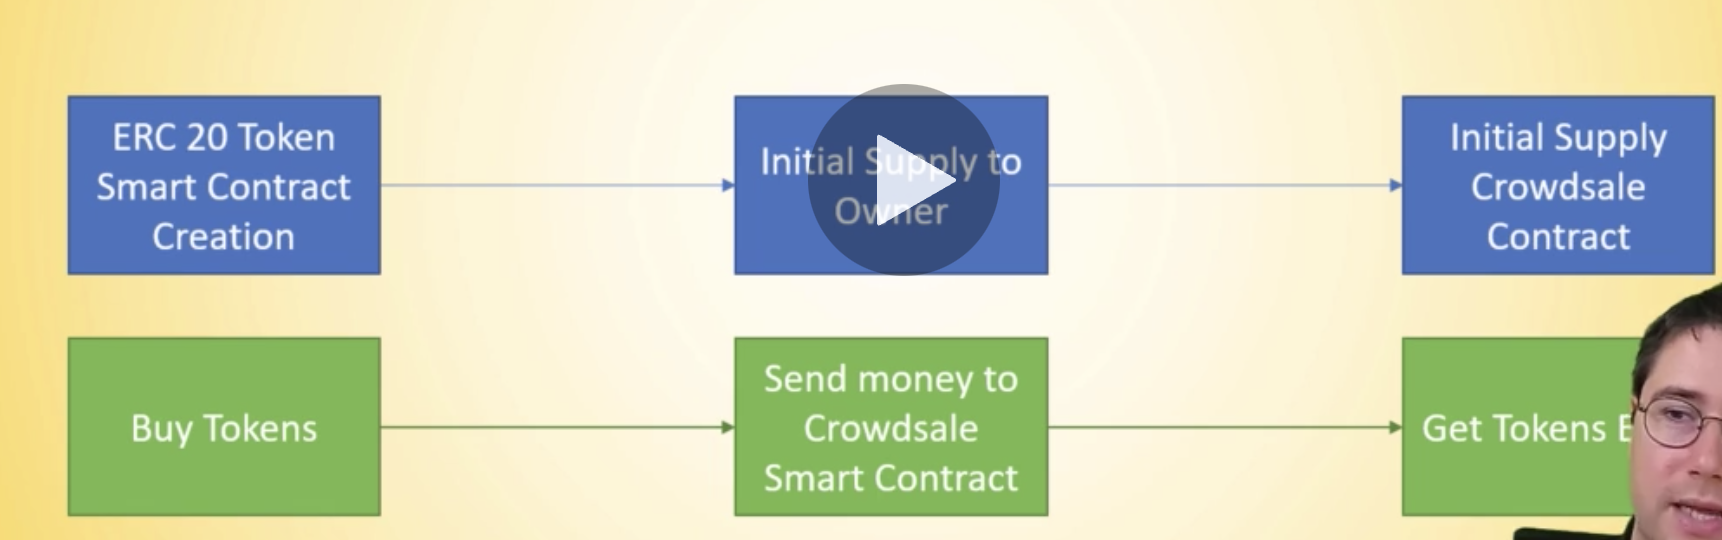 ERC 20 Token
Smart Contract
Creation
Initial Supply to
Owner
Initial Supply
Crowdsale
Contract
Buy Tokens
Send money to
Crowdsale
Smart Contract
Get Tokens